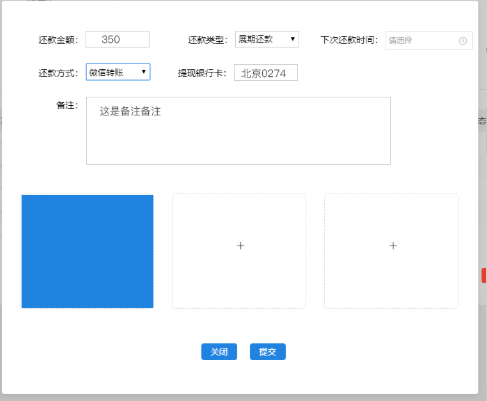 还款金额： 350 还款类型： 展期还款 下次还款时间： 请选择
还款方式： 微信转账 提现银行卡： 北京0274
备注： 这是备注备注
态
+ +
关闭 提交